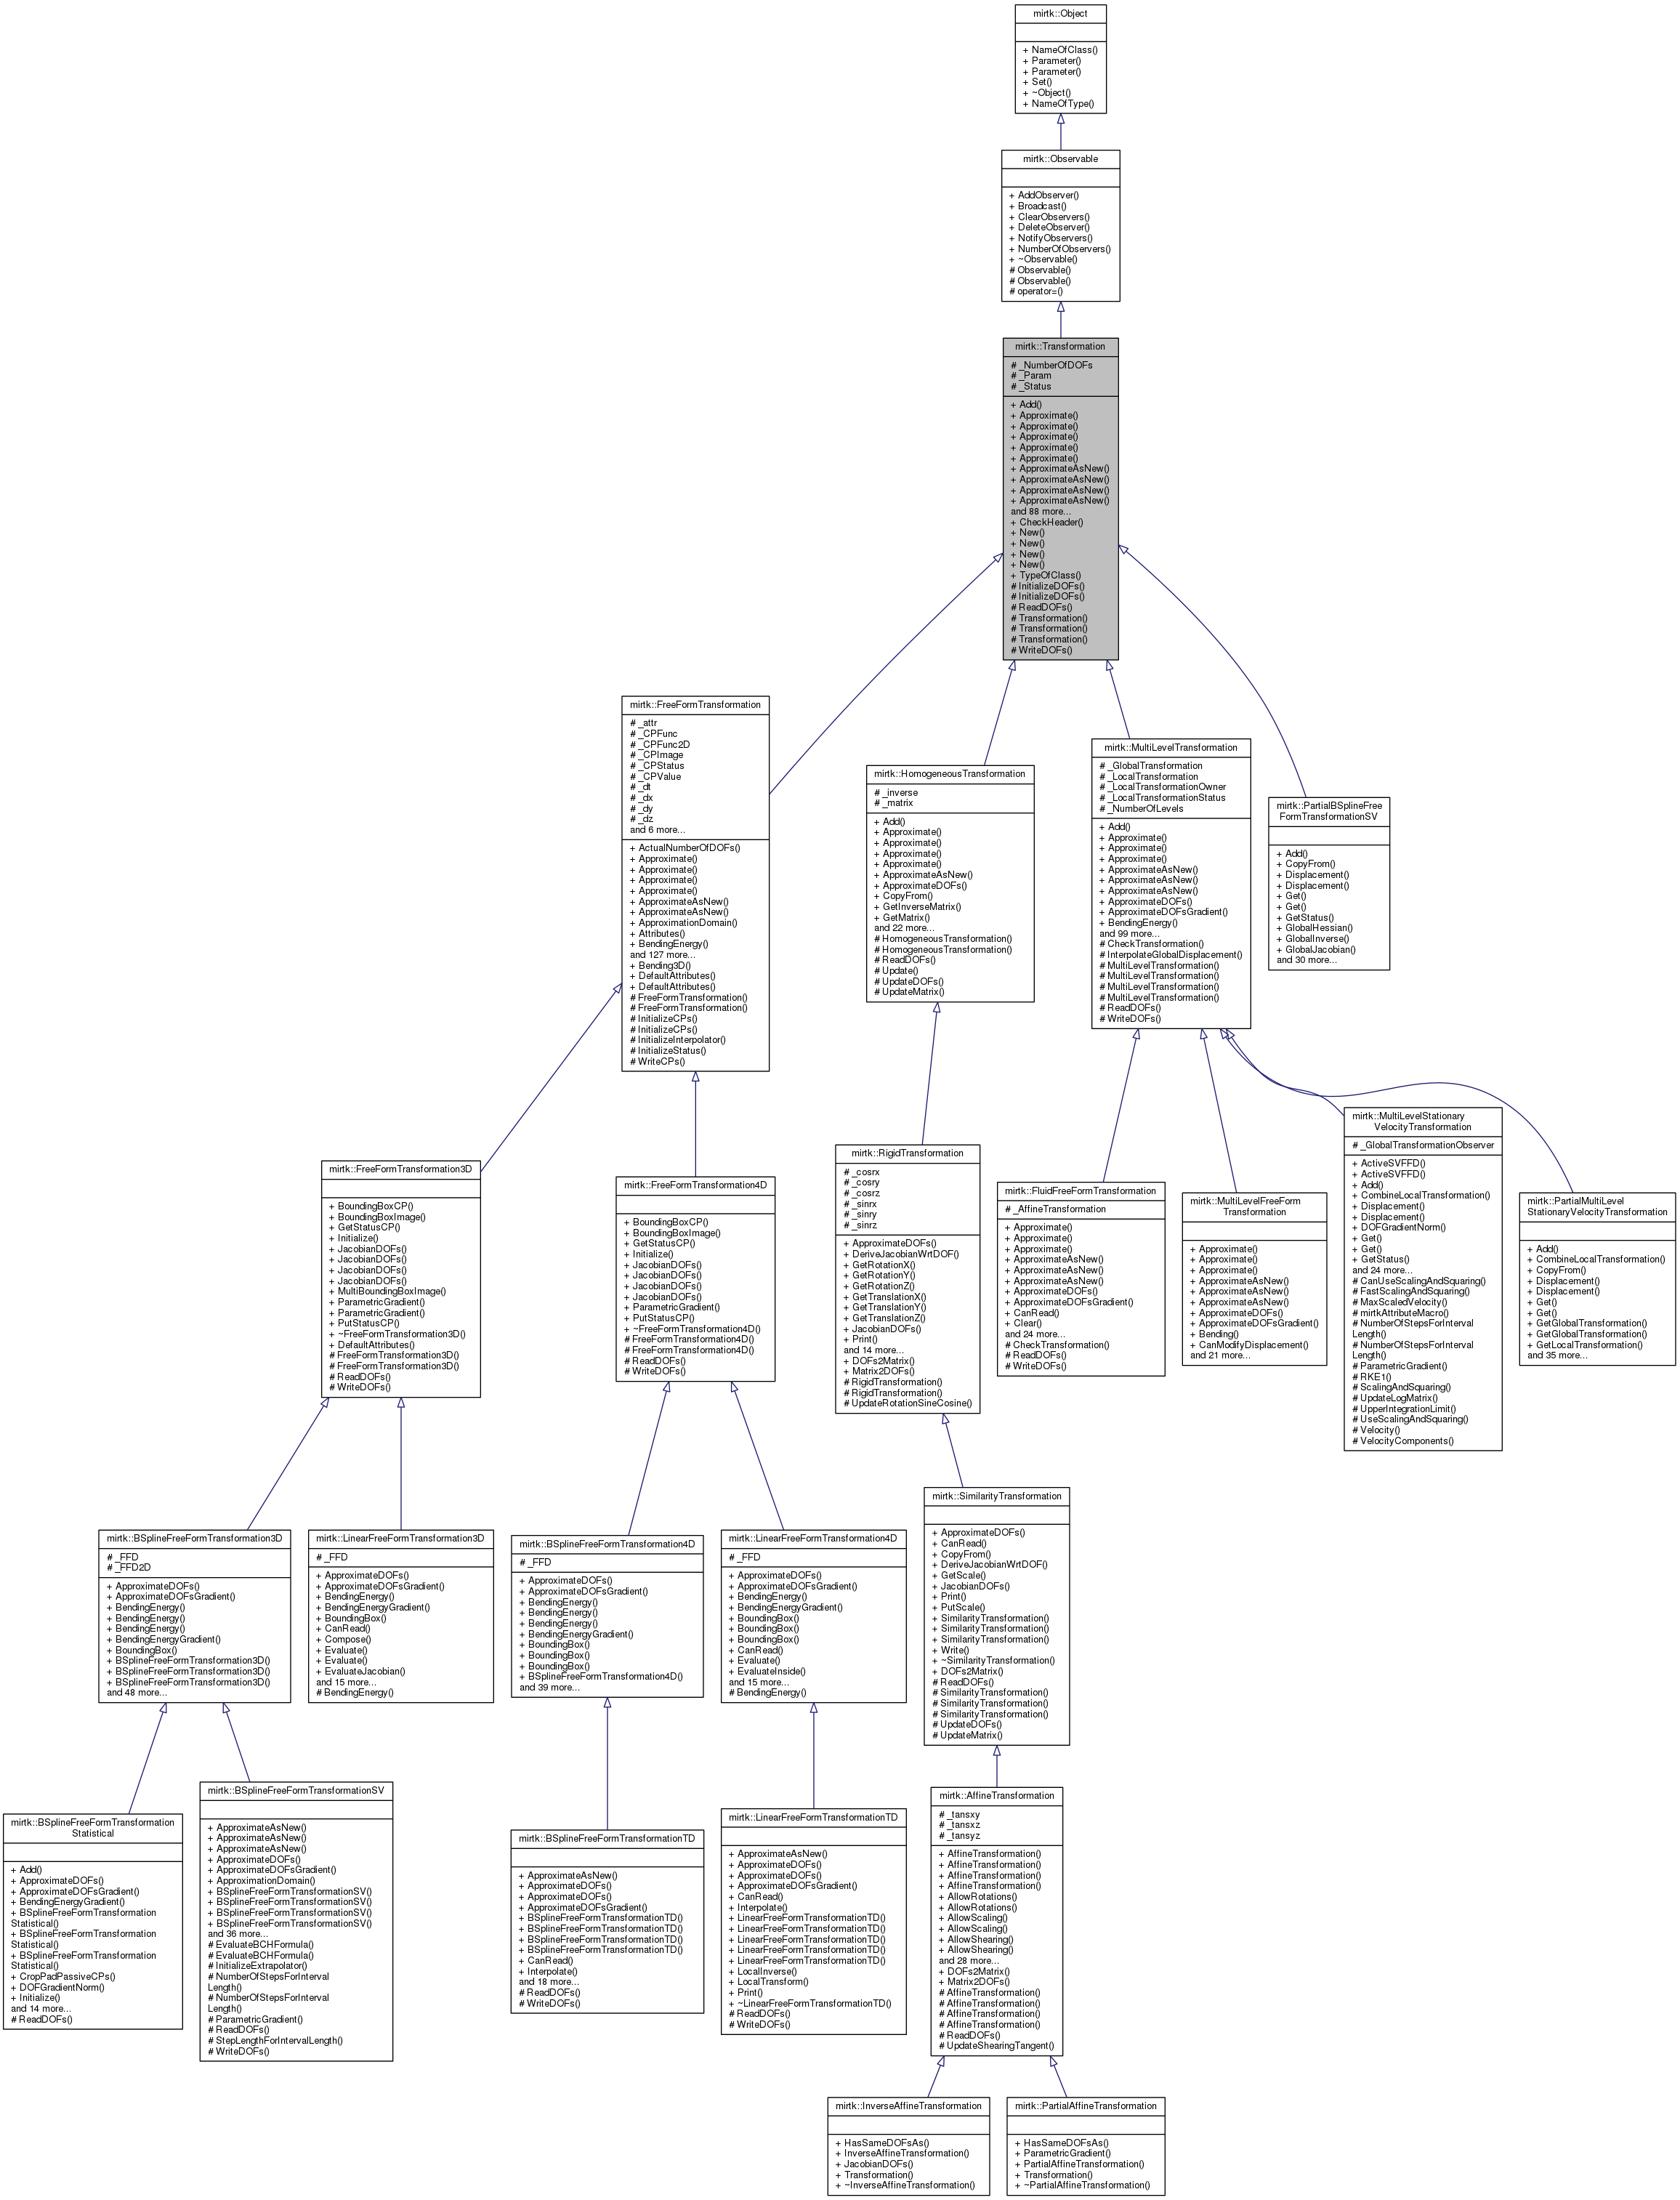 mirtk::Object
+ NameOfClass()
+ Parameter()
+ Parameter()
+ Set()
+ ~Object()
+ NameOfType()
mirtk::Observable
+ AddObserver()
+ Broadcast()
+ ClearObservers()
+ DeleteObserver()
+ NotifyObservers()
+ NumberOfObservers()
+ ~Observable()
# Observable()
# Observable()
# operator=()
mirtk::Transformation
# _NumberOfDOFs
# _Param
# _Status
+ Add()
+ Approximate()
+ Approximate()
+ Approximate()
+ Approximate()
+ Approximate()
+ ApproximateAsNew()
+ ApproximateAsNew()
+ ApproximateAsNew()
+ ApproximateAsNew()
and 88 more...
+ CheckHeader()
+ New()
+ New()
+ New()
+ New()
+ TypeOfClass()
# InitializeDOFs()
# InitializeDOFs()
# ReadDOFs()
# Transformation()
# Transformation()
# Transformation()
# WriteDOFs()
mirtk::FreeFormTransformation
# _attr
# _CPFunc
# _CPFunc2D
# _CPImage
# _CPStatus
# _CPValue
# _dt
# _dx
# _dy
# _dz
and 6 more...
+ ActualNumberOfDOFs()
+ Approximate()
+ Approximate()
+ Approximate()
+ Approximate()
+ ApproximateAsNew()
+ ApproximateAsNew()
+ ApproximationDomain()
+ Attributes()
+ BendingEnergy()
and 127 more...
+ Bending3D()
+ DefaultAttributes()
+ DefaultAttributes()
# FreeFormTransformation()
# FreeFormTransformation()
# InitializeCPs()
# InitializeCPs()
# InitializeInterpolator()
# InitializeStatus()
# WriteCPs()
mirtk::HomogeneousTransformation
# _inverse
# _matrix
+ Add()
+ Approximate()
+ Approximate()
+ Approximate()
+ Approximate()
+ ApproximateAsNew()
+ ApproximateDOFs()
+ CopyFrom()
+ GetInverseMatrix()
+ GetMatrix()
and 22 more...
# HomogeneousTransformation()
# HomogeneousTransformation()
# ReadDOFs()
# Update()
# UpdateDOFs()
# UpdateMatrix()
mirtk::MultiLevelTransformation
# _GlobalTransformation
# _LocalTransformation
# _LocalTransformationOwner
# _LocalTransformationStatus
# _NumberOfLevels
+ Add()
+ Approximate()
+ Approximate()
+ Approximate()
+ ApproximateAsNew()
+ ApproximateAsNew()
+ ApproximateAsNew()
+ ApproximateDOFs()
+ ApproximateDOFsGradient()
+ BendingEnergy()
and 99 more...
# CheckTransformation()
# InterpolateGlobalDisplacement()
# MultiLevelTransformation()
# MultiLevelTransformation()
# MultiLevelTransformation()
# MultiLevelTransformation()
# ReadDOFs()
# WriteDOFs()
mirtk::PartialBSplineFree
FormTransformationSV
+ Add()
+ CopyFrom()
+ Displacement()
+ Displacement()
+ Get()
+ Get()
+ GetStatus()
+ GlobalHessian()
+ GlobalInverse()
+ GlobalJacobian()
and 30 more...
mirtk::FreeFormTransformation3D
+ BoundingBoxCP()
+ BoundingBoxImage()
+ GetStatusCP()
+ Initialize()
+ JacobianDOFs()
+ JacobianDOFs()
+ JacobianDOFs()
+ JacobianDOFs()
+ MultiBoundingBoxImage()
+ ParametricGradient()
+ ParametricGradient()
+ PutStatusCP()
+ ~FreeFormTransformation3D()
+ DefaultAttributes()
# FreeFormTransformation3D()
# FreeFormTransformation3D()
# ReadDOFs()
# WriteDOFs()
mirtk::FreeFormTransformation4D
+ BoundingBoxCP()
+ BoundingBoxImage()
+ GetStatusCP()
+ Initialize()
+ JacobianDOFs()
+ JacobianDOFs()
+ JacobianDOFs()
+ JacobianDOFs()
+ ParametricGradient()
+ PutStatusCP()
+ ~FreeFormTransformation4D()
# FreeFormTransformation4D()
# FreeFormTransformation4D()
# ReadDOFs()
# WriteDOFs()
mirtk::RigidTransformation
# _cosrx
# _cosry
# _cosrz
# _sinrx
# _sinry
# _sinrz
+ ApproximateDOFs()
+ DeriveJacobianWrtDOF()
+ GetRotationX()
+ GetRotationY()
+ GetRotationZ()
+ GetTranslationX()
+ GetTranslationY()
+ GetTranslationZ()
+ JacobianDOFs()
+ Print()
and 14 more...
+ DOFs2Matrix()
+ Matrix2DOFs()
# RigidTransformation()
# RigidTransformation()
# UpdateRotationSineCosine()
mirtk::FluidFreeFormTransformation
# _AffineTransformation
+ Approximate()
+ Approximate()
+ Approximate()
+ ApproximateAsNew()
+ ApproximateAsNew()
+ ApproximateAsNew()
+ ApproximateDOFs()
+ ApproximateDOFsGradient()
+ CanRead()
+ Clear()
and 24 more...
# CheckTransformation()
# ReadDOFs()
# WriteDOFs()
mirtk::MultiLevelFreeForm
Transformation
+ Approximate()
+ Approximate()
+ Approximate()
+ ApproximateAsNew()
+ ApproximateAsNew()
+ ApproximateAsNew()
+ ApproximateDOFs()
+ ApproximateDOFsGradient()
+ Bending()
+ CanModifyDisplacement()
and 21 more...
mirtk::MultiLevelStationary
VelocityTransformation
# _GlobalTransformationObserver
+ ActiveSVFFD()
+ ActiveSVFFD()
+ Add()
+ CombineLocalTransformation()
+ Displacement()
+ Displacement()
+ DOFGradientNorm()
+ Get()
+ Get()
+ GetStatus()
and 24 more...
# CanUseScalingAndSquaring()
# FastScalingAndSquaring()
# MaxScaledVelocity()
# mirtkAttributeMacro()
# NumberOfStepsForInterval
Length()
# NumberOfStepsForInterval
Length()
# ParametricGradient()
# RKE1()
# ScalingAndSquaring()
# UpdateLogMatrix()
# UpperIntegrationLimit()
# UseScalingAndSquaring()
# Velocity()
# VelocityComponents()
mirtk::PartialMultiLevel
StationaryVelocityTransformation
+ Add()
+ CombineLocalTransformation()
+ CopyFrom()
+ Displacement()
+ Displacement()
+ Get()
+ Get()
+ GetGlobalTransformation()
+ GetGlobalTransformation()
+ GetLocalTransformation()
and 35 more...
mirtk::BSplineFreeFormTransformation3D
# _FFD
# _FFD2D
+ ApproximateDOFs()
+ ApproximateDOFsGradient()
+ BendingEnergy()
+ BendingEnergy()
+ BendingEnergy()
+ BendingEnergyGradient()
+ BoundingBox()
+ BSplineFreeFormTransformation3D()
+ BSplineFreeFormTransformation3D()
+ BSplineFreeFormTransformation3D()
and 48 more...
mirtk::LinearFreeFormTransformation3D
# _FFD
+ ApproximateDOFs()
+ ApproximateDOFsGradient()
+ BendingEnergy()
+ BendingEnergyGradient()
+ BoundingBox()
+ CanRead()
+ Compose()
+ Evaluate()
+ Evaluate()
+ EvaluateJacobian()
and 15 more...
# BendingEnergy()
mirtk::BSplineFreeFormTransformation4D
# _FFD
+ ApproximateDOFs()
+ ApproximateDOFsGradient()
+ BendingEnergy()
+ BendingEnergy()
+ BendingEnergy()
+ BendingEnergyGradient()
+ BoundingBox()
+ BoundingBox()
+ BoundingBox()
+ BSplineFreeFormTransformation4D()
and 39 more...
mirtk::LinearFreeFormTransformation4D
# _FFD
+ ApproximateDOFs()
+ ApproximateDOFsGradient()
+ BendingEnergy()
+ BendingEnergyGradient()
+ BoundingBox()
+ BoundingBox()
+ BoundingBox()
+ CanRead()
+ Evaluate()
+ EvaluateInside()
and 15 more...
# BendingEnergy()
mirtk::SimilarityTransformation
+ ApproximateDOFs()
+ CanRead()
+ CopyFrom()
+ DeriveJacobianWrtDOF()
+ GetScale()
+ JacobianDOFs()
+ Print()
+ PutScale()
+ SimilarityTransformation()
+ SimilarityTransformation()
+ SimilarityTransformation()
+ Write()
+ ~SimilarityTransformation()
+ DOFs2Matrix()
# ReadDOFs()
# SimilarityTransformation()
# SimilarityTransformation()
# SimilarityTransformation()
# UpdateDOFs()
# UpdateMatrix()
mirtk::BSplineFreeFormTransformation
Statistical
+ Add()
+ ApproximateDOFs()
+ ApproximateDOFsGradient()
+ BendingEnergyGradient()
+ BSplineFreeFormTransformation
Statistical()
+ BSplineFreeFormTransformation
Statistical()
+ BSplineFreeFormTransformation
Statistical()
+ CropPadPassiveCPs()
+ DOFGradientNorm()
+ Initialize()
and 14 more...
# ReadDOFs()
mirtk::BSplineFreeFormTransformationSV
+ ApproximateAsNew()
+ ApproximateAsNew()
+ ApproximateAsNew()
+ ApproximateDOFs()
+ ApproximateDOFsGradient()
+ ApproximationDomain()
+ BSplineFreeFormTransformationSV()
+ BSplineFreeFormTransformationSV()
+ BSplineFreeFormTransformationSV()
+ BSplineFreeFormTransformationSV()
and 36 more...
# EvaluateBCHFormula()
# EvaluateBCHFormula()
# InitializeExtrapolator()
# NumberOfStepsForInterval
Length()
# NumberOfStepsForInterval
Length()
# ParametricGradient()
# ReadDOFs()
# StepLengthForIntervalLength()
# WriteDOFs()
mirtk::BSplineFreeFormTransformationTD
+ ApproximateAsNew()
+ ApproximateDOFs()
+ ApproximateDOFs()
+ ApproximateDOFsGradient()
+ BSplineFreeFormTransformationTD()
+ BSplineFreeFormTransformationTD()
+ BSplineFreeFormTransformationTD()
+ BSplineFreeFormTransformationTD()
+ CanRead()
+ Interpolate()
and 18 more...
# ReadDOFs()
# WriteDOFs()
mirtk::LinearFreeFormTransformationTD
+ ApproximateAsNew()
+ ApproximateDOFs()
+ ApproximateDOFs()
+ ApproximateDOFsGradient()
+ CanRead()
+ Interpolate()
+ LinearFreeFormTransformationTD()
+ LinearFreeFormTransformationTD()
+ LinearFreeFormTransformationTD()
+ LinearFreeFormTransformationTD()
+ LinearFreeFormTransformationTD()
+ LocalInverse()
+ LocalTransform()
+ Print()
+ ~LinearFreeFormTransformationTD()
# ReadDOFs()
# WriteDOFs()
mirtk::AffineTransformation
# _tansxy
# _tansxz
# _tansyz
+ AffineTransformation()
+ AffineTransformation()
+ AffineTransformation()
+ AffineTransformation()
+ AllowRotations()
+ AllowRotations()
+ AllowScaling()
+ AllowScaling()
+ AllowShearing()
+ AllowShearing()
and 28 more...
+ DOFs2Matrix()
+ Matrix2DOFs()
# AffineTransformation()
# AffineTransformation()
# AffineTransformation()
# AffineTransformation()
# ReadDOFs()
# UpdateShearingTangent()
mirtk::InverseAffineTransformation
+ HasSameDOFsAs()
+ InverseAffineTransformation()
+ JacobianDOFs()
+ Transformation()
+ ~InverseAffineTransformation()
mirtk::PartialAffineTransformation
+ HasSameDOFsAs()
+ ParametricGradient()
+ PartialAffineTransformation()
+ Transformation()
+ ~PartialAffineTransformation()